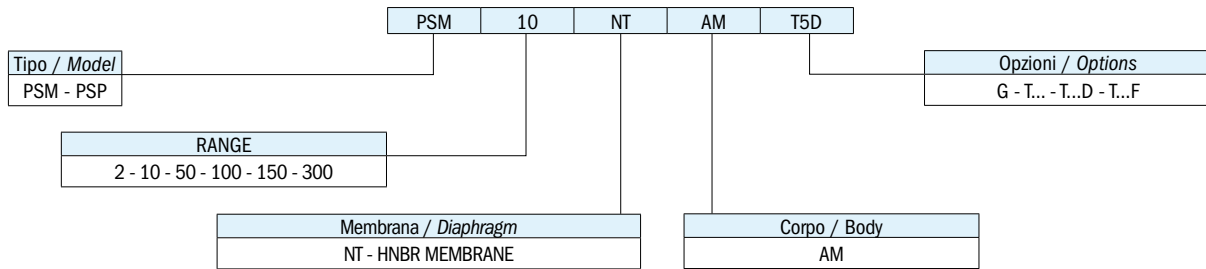 PSM 10 NT AM T5D
Tipo / Model
PSM - PSP
Opzioni / Options
G - T... - T...D - T...F
RANGE
2 - 10 - 50 - 100 - 150 - 300
Membrana / Diaphragm
NT - HNBR MEMBRANE
Corpo / Body
AM